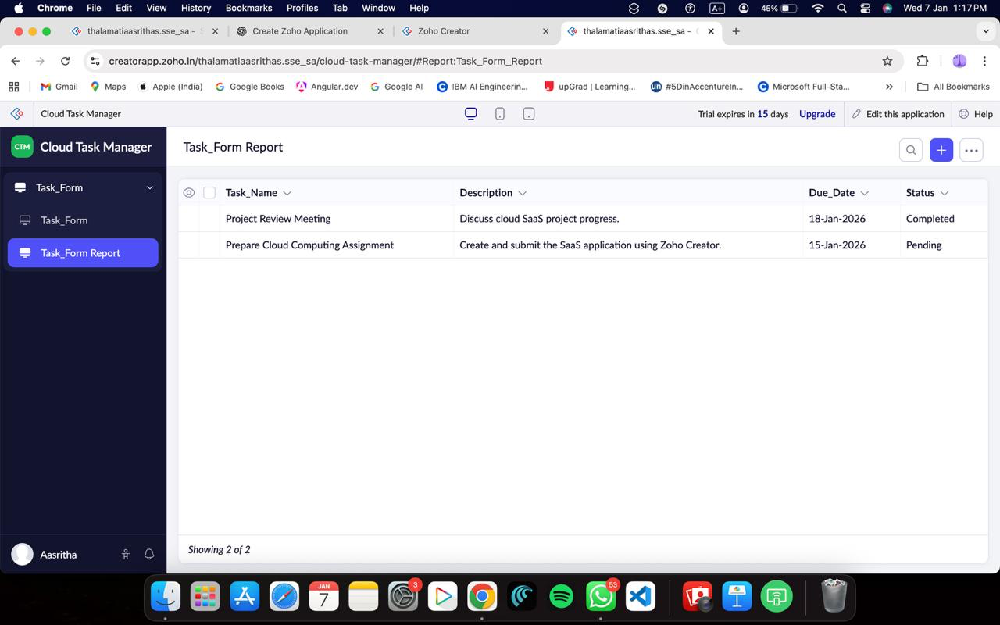 Chrome File Edit View History Bookmarks Profiles Tab Window Help A+ 45% Wed 7 Jan 1:17 PM
thalamatiaasrithas.sse_sa - Create Zoho Application Zoho Creator thalamatiaasrithas.sse_sa -
creatorapp.zoho.in/thalamatiaasrithas.sse_sa/cloud-task-manager/#Report:Task_Form_Report
Gmail Maps Apple (India) Google Books Angular.dev Google AI IBM AI Engineerin... upGrad | Learning... un #5DinAccentureIn... Microsoft Full-Sta... » All Bookmarks
Cloud Task Manager Trial expires in 15 days Upgrade Edit this application Help
CTM Cloud Task Manager
Task_Form Report
Task_Form
Task_Form
Task_Form Report
Task_Name Description Due_Date Status
Project Review Meeting Discuss cloud SaaS project progress. 18-Jan-2026 Completed
Prepare Cloud Computing Assignment Create and submit the SaaS application using Zoho Creator. 15-Jan-2026 Pending
Showing 2 of 2
Aasritha
JAN
7
3
53